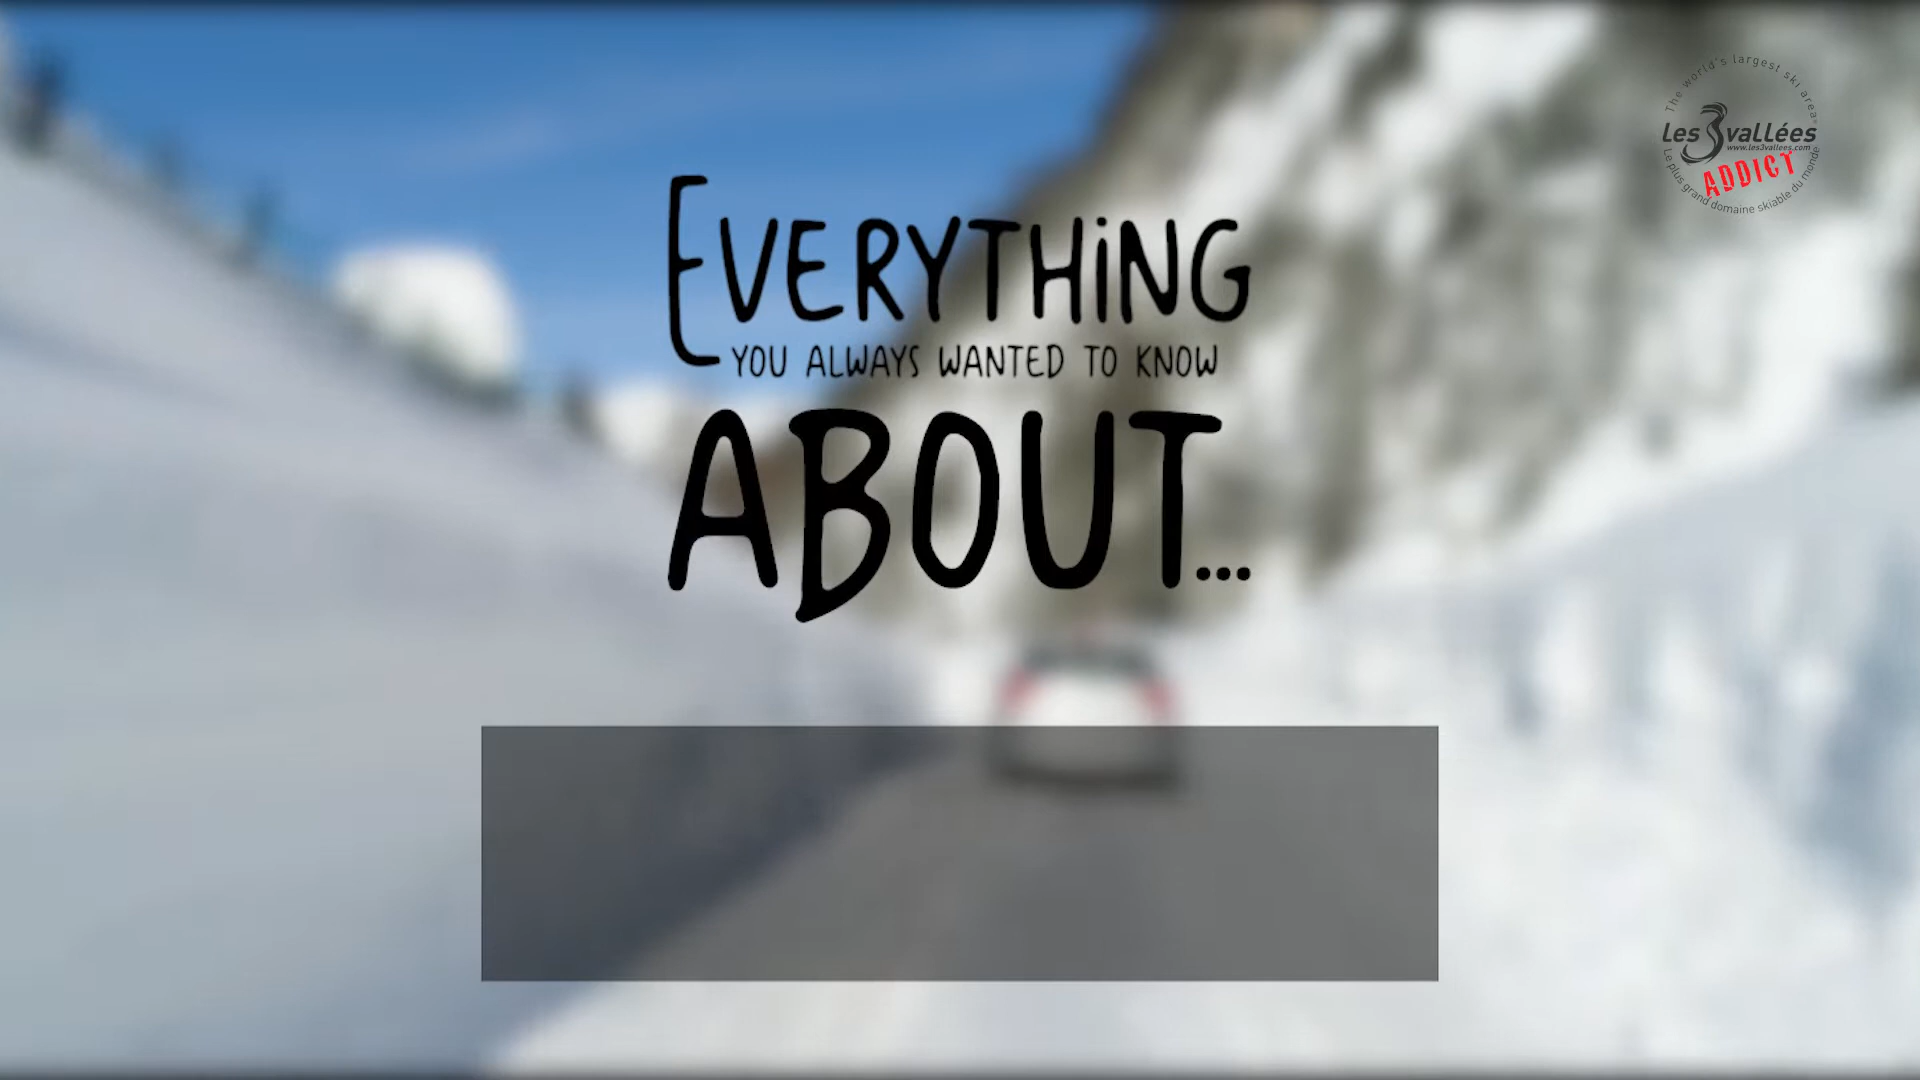 The world's largest ski area
Les 3 vallées
www.les3vallees.com
ADDICT
Le plus grand domaine skiable du monde
EVERYTHING
YOU ALWAYS WANTED TO KNOW
ABOUT...